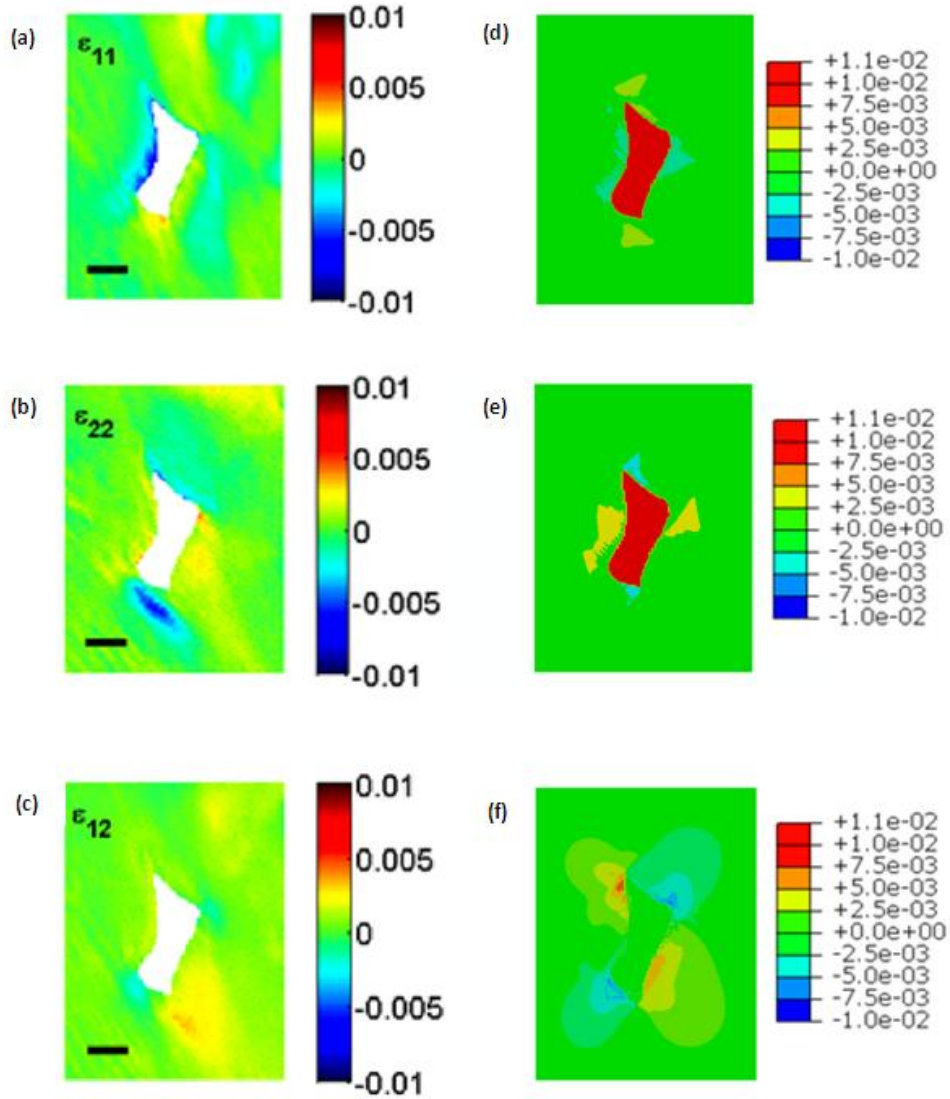 (a)
ε11
0.01
0.005
0
-0.005
-0.01
(d)
+1.1e-02
+1.0e-02
+7.5e-03
+5.0e-03
+2.5e-03
+0.0e+00
-2.5e-03
-5.0e-03
-7.5e-03
-1.0e-02
(b)
ε22
0.01
0.005
0
-0.005
-0.01
(e)
+1.1e-02
+1.0e-02
+7.5e-03
+5.0e-03
+2.5e-03
+0.0e+00
-2.5e-03
-5.0e-03
-7.5e-03
-1.0e-02
(c)
ε12
0.01
0.005
0
-0.005
-0.01
(f)
+1.1e-02
+1.0e-02
+7.5e-03
+5.0e-03
+2.5e-03
+0.0e+00
-2.5e-03
-5.0e-03
-7.5e-03
-1.0e-02